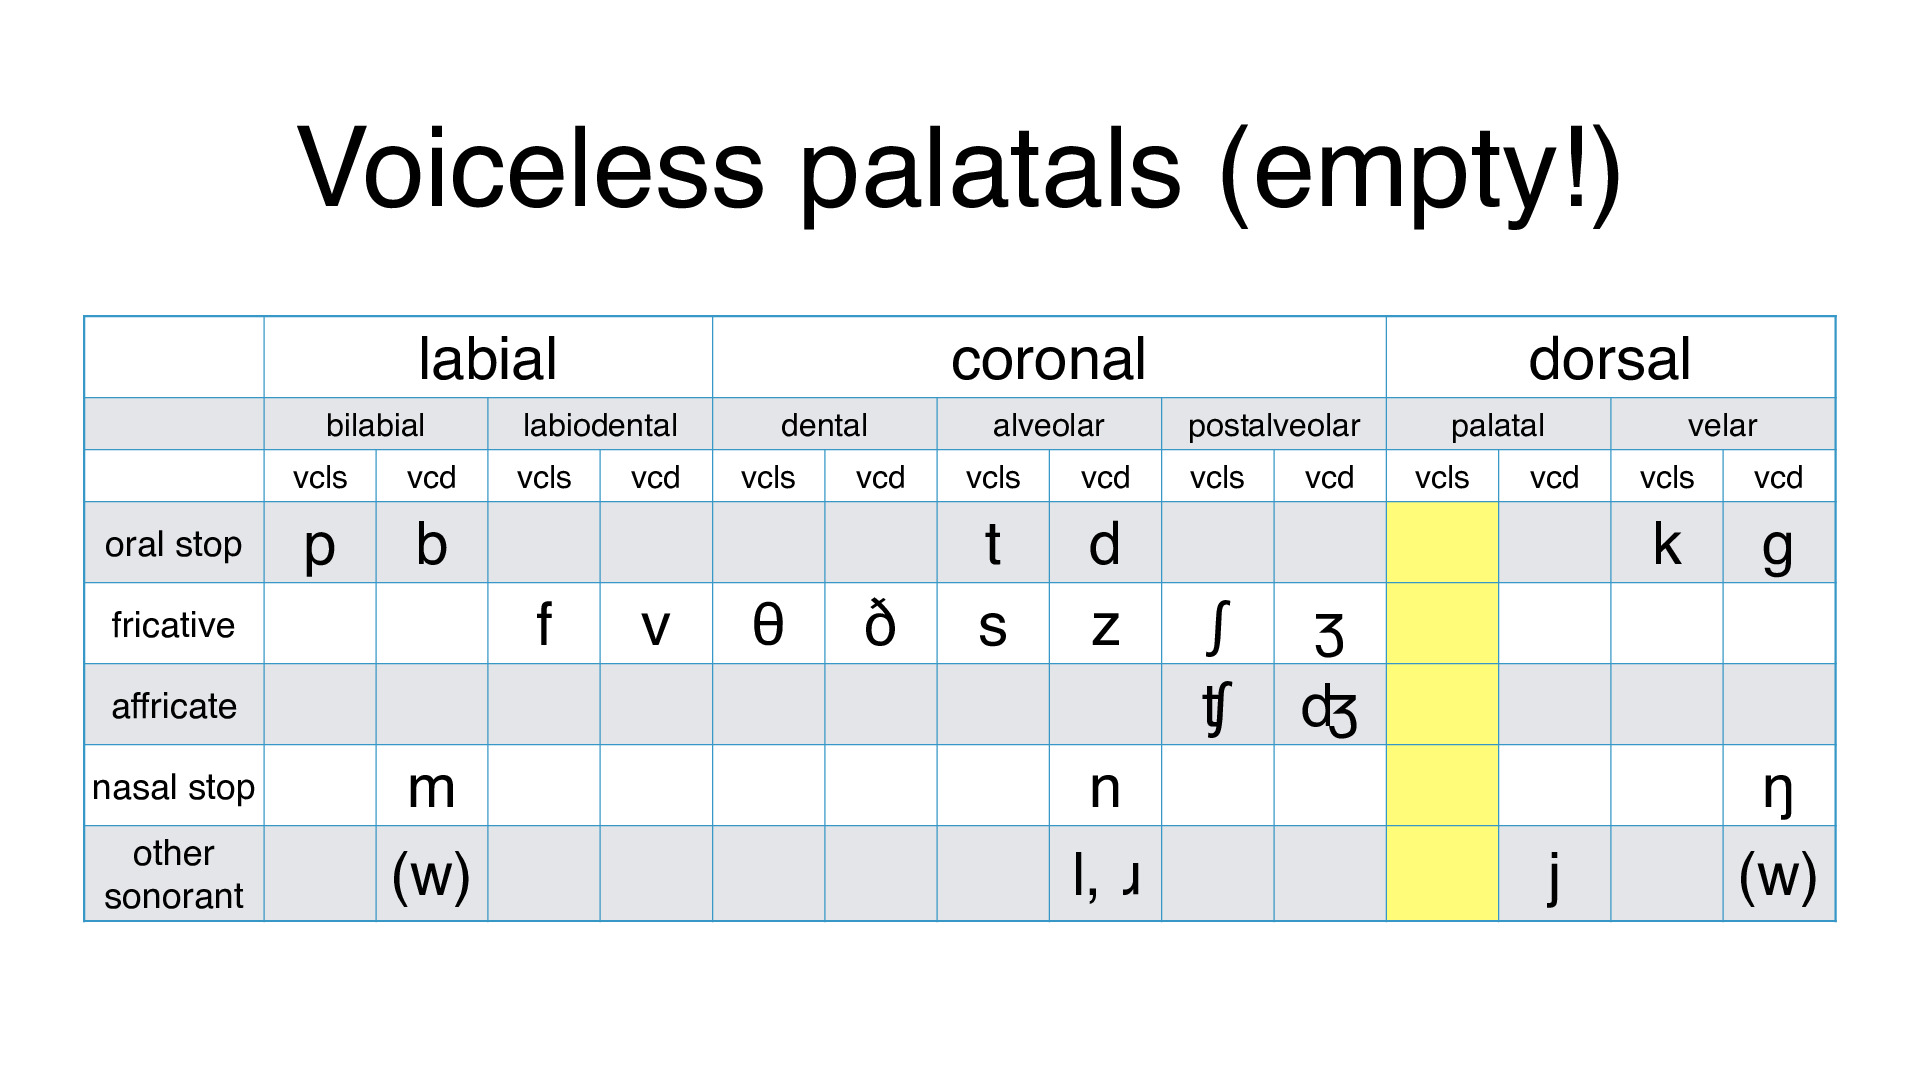 Voiceless palatals (empty!)
labial coronal dorsal
bilabial labiodental dental alveolar postalveolar palatal velar
vcls vcd vcls vcd vcls vcd vcls vcd vcls vcd vcls vcd vcls vcd
oral stop p b t d k g
fricative f v θ ð s z ʃ ʒ
affricate ʧ ʤ
nasal stop m n ŋ
other
sonorant (w) l, ɹ j (w)